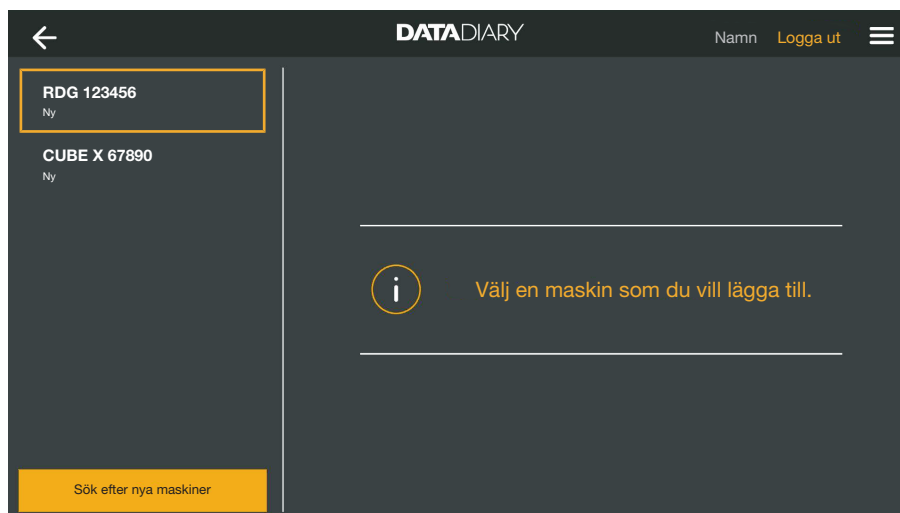 DATADIARY
Namn Logga ut
RDG 123456
Ny
CUBE X 67890
Ny
i Välj en maskin som du vill lägga till.
Sök efter nya maskiner